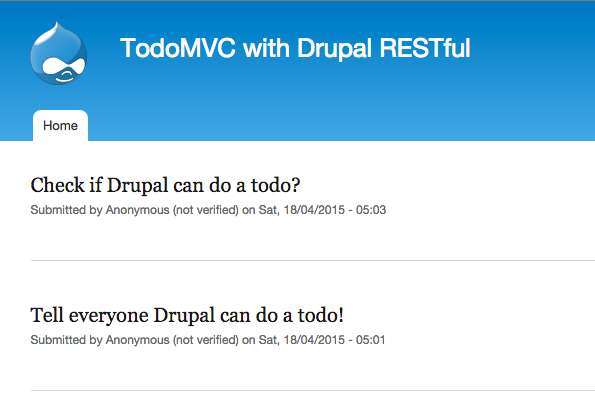 TodoMVC with Drupal RESTful
Home
Check if Drupal can do a todo?
Submitted by Anonymous (not verified) on Sat, 18/04/2015 - 05:03
Tell everyone Drupal can do a todo!
Submitted by Anonymous (not verified) on Sat, 18/04/2015 - 05:01